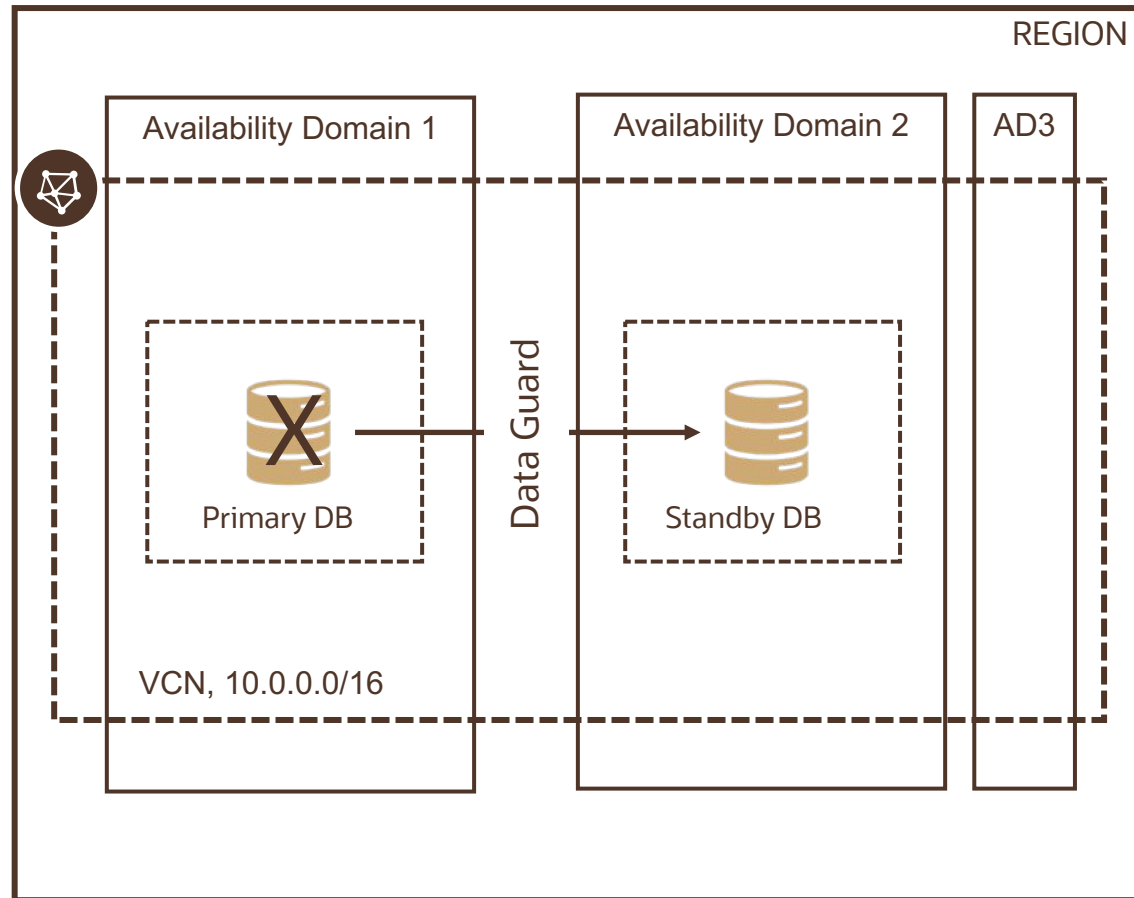 REGION
Availability Domain 1
Availability Domain 2
AD3
X
Data Guard
Primary DB
Standby DB
VCN, 10.0.0.0/16